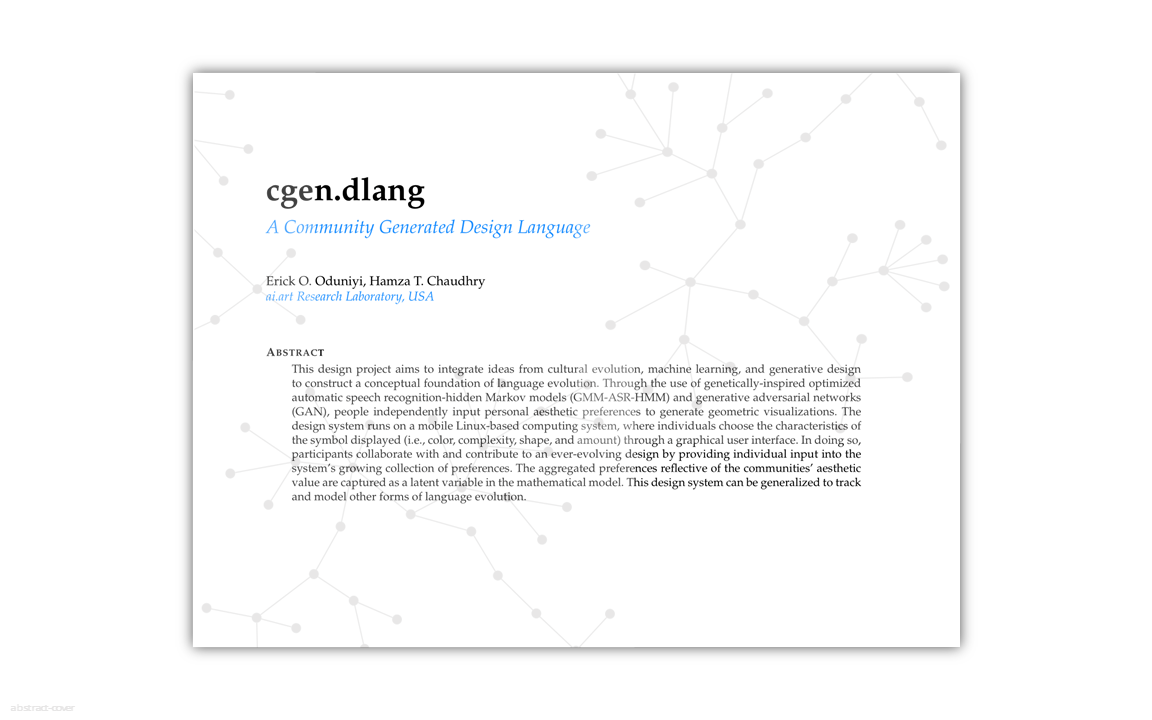 cgen.dlang
A Community Generated Design Language
Erick O. Oduniyi, Hamza T. Chaudhry
ai.art Research Laboratory, USA
ABSTRACT
This design project aims to integrate ideas from cultural evolution, machine learning, and generative design
to construct a conceptual foundation of language evolution. Through the use of genetically-inspired optimized
automatic speech recognition-hidden Markov models (GMM-ASR-HMM) and generative adversarial networks
(GAN), people independently input personal aesthetic preferences to generate geometric visualizations. The
design system runs on a mobile Linux-based computing system, where individuals choose the characteristics of
the symbol displayed (i.e., color, complexity, shape, and amount) through a graphical user interface. In doing so,
participants collaborate with and contribute to an ever-evolving design by providing individual input into the
system's growing collection of preferences. The aggregated preferences reflective of the communities' aesthetic
value are captured as a latent variable in the mathematical model. This design system can be generalized to track
and model other forms of language evolution.
abstract-cover